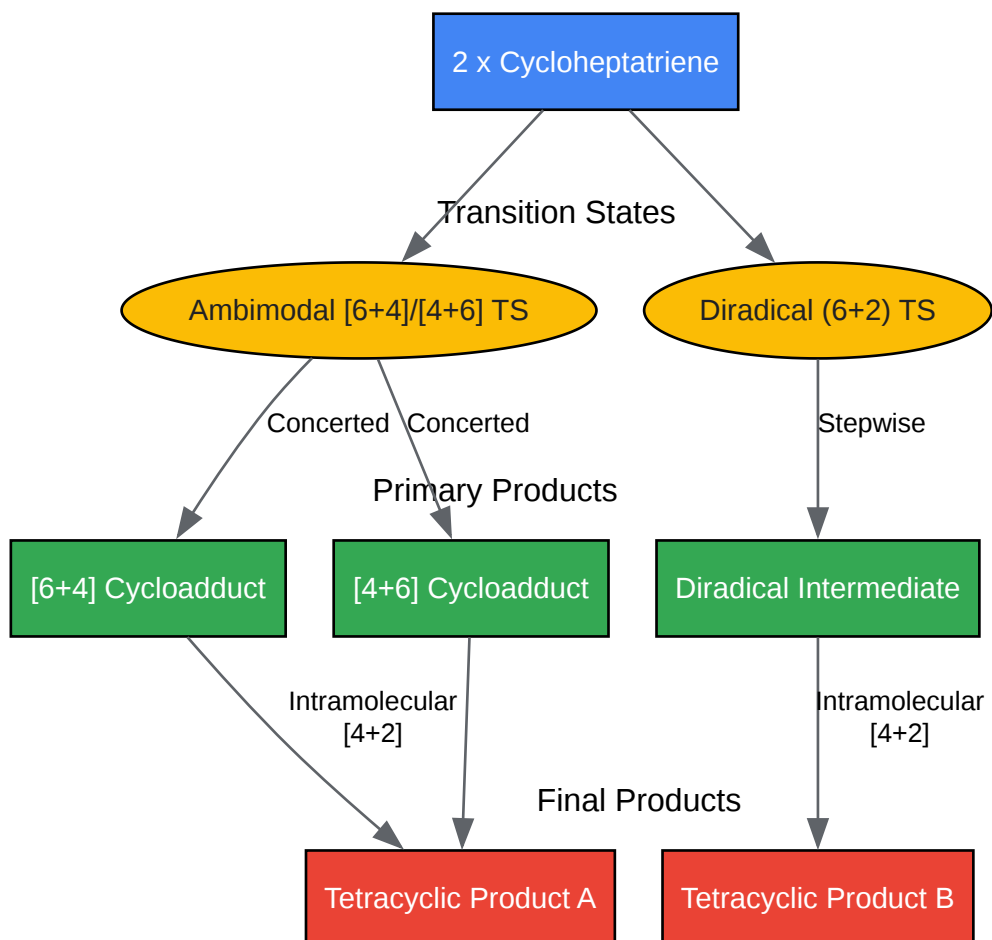 2 x Cycloheptatriene
Transition States
Ambimodal [6+4]/[4+6] TS
Diradical (6+2) TS
Concerted
Concerted
Stepwise
Primary Products
[6+4] Cycloadduct
[4+6] Cycloadduct
Diradical Intermediate
Intramolecular
[4+2]
Intramolecular
[4+2]
Final Products
Tetracyclic Product A
Tetracyclic Product B